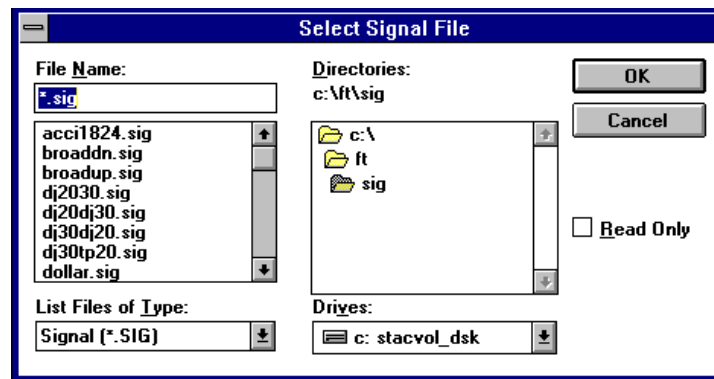 Select Signal File
File Name:
*.sig
acci1824.sig
broaddn.sig
broadup.sig
dj2030.sig
dj20dj30.sig
dj30dj20.sig
dj30tp20.sig
dollar.sig
List Files of Type:
Signal (*.SIG)
Directories:
c:\ft\sig
c:\
ft
sig
Drives:
c: stacvol_dsk
OK
Cancel
Read Only